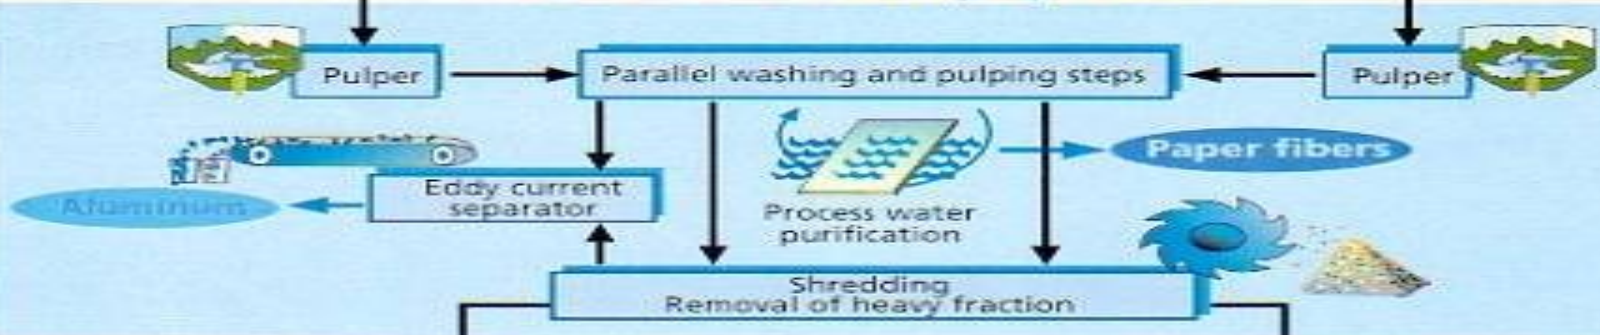 Pulper
Parallel washing and pulping steps
Pulper
Paper fibers
Eddy current
separator
Aluminum
Process water
purification
Shredding
Removal of heavy fraction